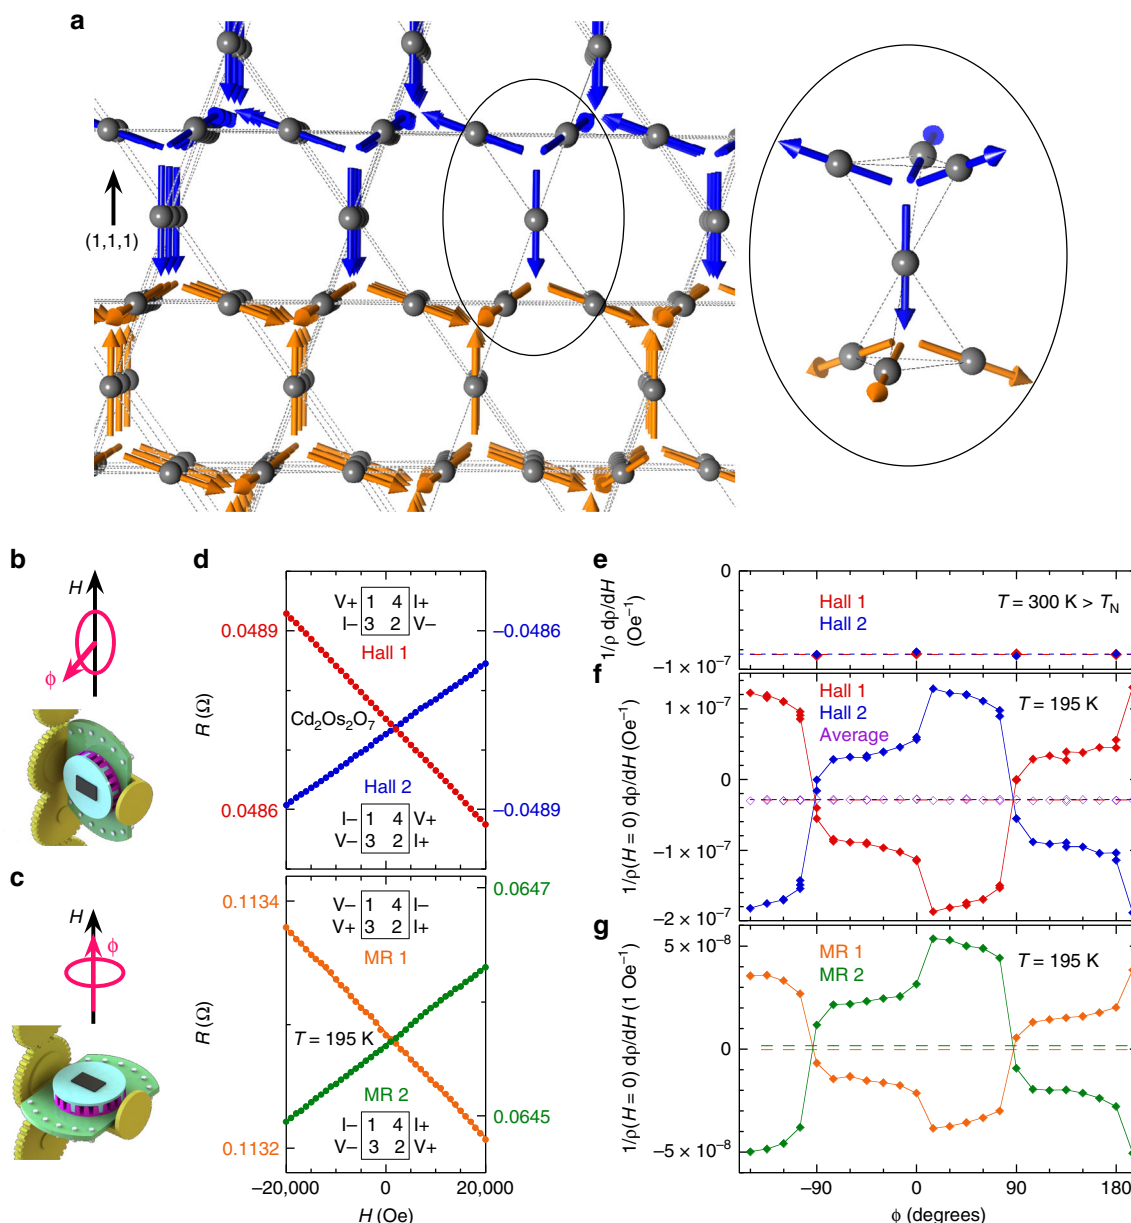 a
(1,1,1)
b
H
ϕ
c
ϕ
H
d
R (Ω)
0.0489
0.0486
−0.0486
−0.0489
V+ 1 4 I+
I− 3 2 V−
Hall 1
Cd2Os2O7
Hall 2
I− 1 4 V+
V− 3 2 I+
R (Ω)
0.1134
0.1132
0.0647
0.0645
V− 1 4 I−
V+ 3 2 I+
MR 1
T = 195 K
MR 2
I− 1 4 I+
V− 3 2 V+
−20,000 0 20,000
H (Oe)
e
1/ρ dρ/dH
(Oe−1)
0
−1 × 10−7
T = 300 K > TN
Hall 1
Hall 2
f
1/ρ(H = 0) dρ/dH (Oe−1)
1 × 10−7
0
−1 × 10−7
−2 × 10−7
Hall 1
Hall 2
Average
T = 195 K
g
1/ρ(H = 0) dρ/dH (1 Oe−1)
5 × 10−8
0
−5 × 10−8
MR 1
MR 2
T = 195 K
−90 0 90 180
ϕ (degrees)